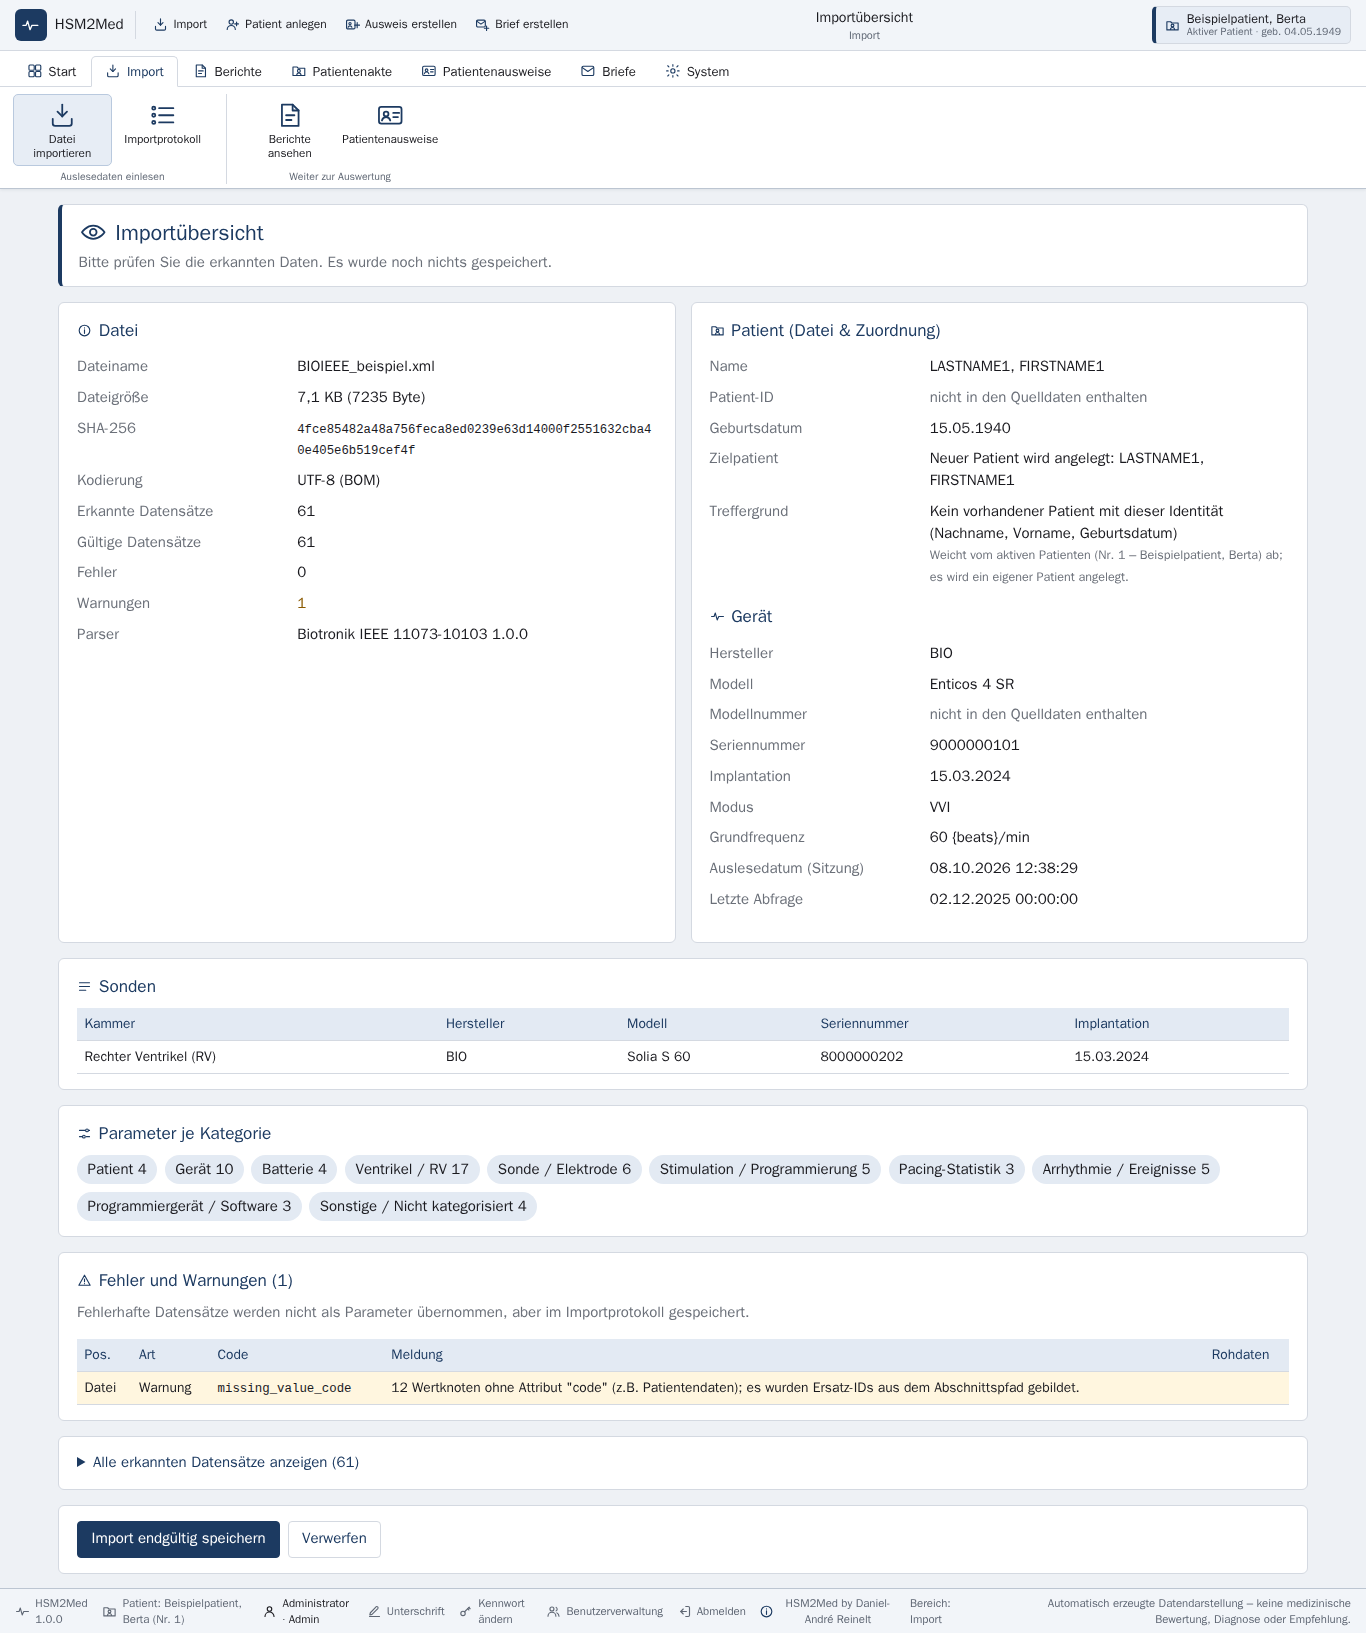 HSM2Med
Import
Patient anlegen
Ausweis erstellen
Brief erstellen
Importübersicht
Import
Beispielpatient, Berta
Aktiver Patient · geb. 04.05.1949
Start
Import
Berichte
Patientenakte
Patientenausweise
Briefe
System
Datei
importieren
Importprotokoll
Auslesedaten einlesen
Berichte
ansehen
Patientenausweise
Weiter zur Auswertung
Importübersicht
Bitte prüfen Sie die erkannten Daten. Es wurde noch nichts gespeichert.
Datei
Dateiname BIOIEEE_beispiel.xml
Dateigröße 7,1 KB (7235 Byte)
SHA-256 4fce85482a48a756feca8ed0239e63d14000f2551632cba4
0e405e6b519cef4f
Kodierung UTF-8 (BOM)
Erkannte Datensätze 61
Gültige Datensätze 61
Fehler 0
Warnungen 1
Parser Biotronik IEEE 11073-10103 1.0.0
Patient (Datei & Zuordnung)
Name LASTNAME1, FIRSTNAME1
Patient-ID nicht in den Quelldaten enthalten
Geburtsdatum 15.05.1940
Zielpatient Neuer Patient wird angelegt: LASTNAME1,
FIRSTNAME1
Treffergrund Kein vorhandener Patient mit dieser Identität
(Nachname, Vorname, Geburtsdatum)
Weicht vom aktiven Patienten (Nr. 1 – Beispielpatient, Berta) ab;
es wird ein eigener Patient angelegt.
Gerät
Hersteller BIO
Modell Enticos 4 SR
Modellnummer nicht in den Quelldaten enthalten
Seriennummer 9000000101
Implantation 15.03.2024
Modus VVI
Grundfrequenz 60 {beats}/min
Auslesedatum (Sitzung) 08.10.2026 12:38:29
Letzte Abfrage 02.12.2025 00:00:00
Sonden
Kammer Hersteller Modell Seriennummer Implantation
Rechter Ventrikel (RV) BIO Solia S 60 8000000202 15.03.2024
Parameter je Kategorie
Patient 4 Gerät 10 Batterie 4 Ventrikel / RV 17 Sonde / Elektrode 6 Stimulation / Programmierung 5 Pacing-Statistik 3 Arrhythmie / Ereignisse 5
Programmiergerät / Software 3 Sonstige / Nicht kategorisiert 4
Fehler und Warnungen (1)
Fehlerhafte Datensätze werden nicht als Parameter übernommen, aber im Importprotokoll gespeichert.
Pos. Art Code Meldung Rohdaten
Datei Warnung missing_value_code 12 Wertknoten ohne Attribut "code" (z.B. Patientendaten); es wurden Ersatz-IDs aus dem Abschnittspfad gebildet.
Alle erkannten Datensätze anzeigen (61)
Import endgültig speichern
Verwerfen
HSM2Med
1.0.0
Patient: Beispielpatient,
Berta (Nr. 1)
Administrator
· Admin
Unterschrift
Kennwort
ändern
Benutzerverwaltung
Abmelden
HSM2Med by Daniel-
André Reinelt
Bereich:
Import
Automatisch erzeugte Datendarstellung – keine medizinische
Bewertung, Diagnose oder Empfehlung.